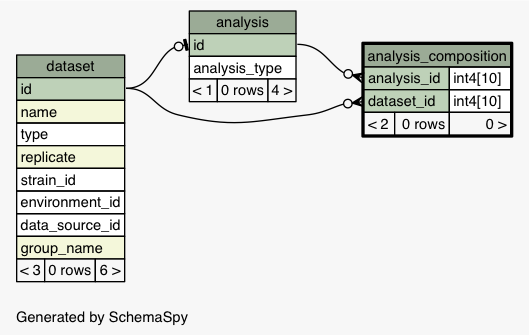 dataset
id
name
type
replicate
strain_id
environment_id
data_source_id
group_name
< 3 0 rows 6 >
analysis
id
analysis_type
< 1 0 rows 4 >
analysis_composition
analysis_id int4[10]
dataset_id int4[10]
< 2 0 rows 0 >
Generated by SchemaSpy